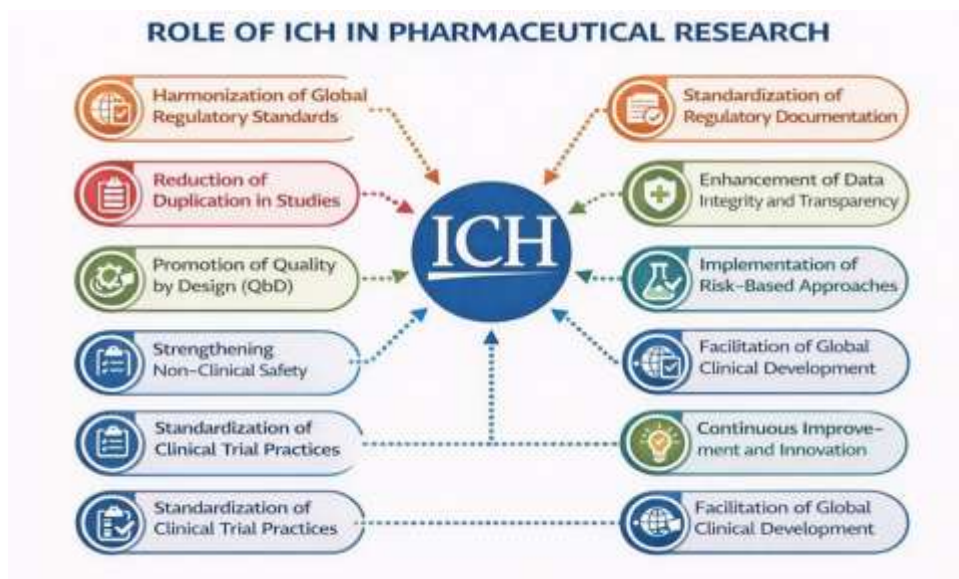 ROLE OF ICH IN PHARMACEUTICAL RESEARCH
Harmonization of Global
Regulatory Standards
Reduction of
Duplication in Studies
Promotion of Quality
by Design (QbD)
Strengthening
Non-Clinical Safety
Standardization of
Clinical Trial Practices
Standardization of
Clinical Trial Practices
ICH
Standardization of
Regulatory Documentation
Enhancement of Data
Integrity and Transparency
Implementation of
Risk-Based Approaches
Facilitation of Global
Clinical Development
Continuous Improve-
ment and Innovation
Facilitation of Global
Clinical Development